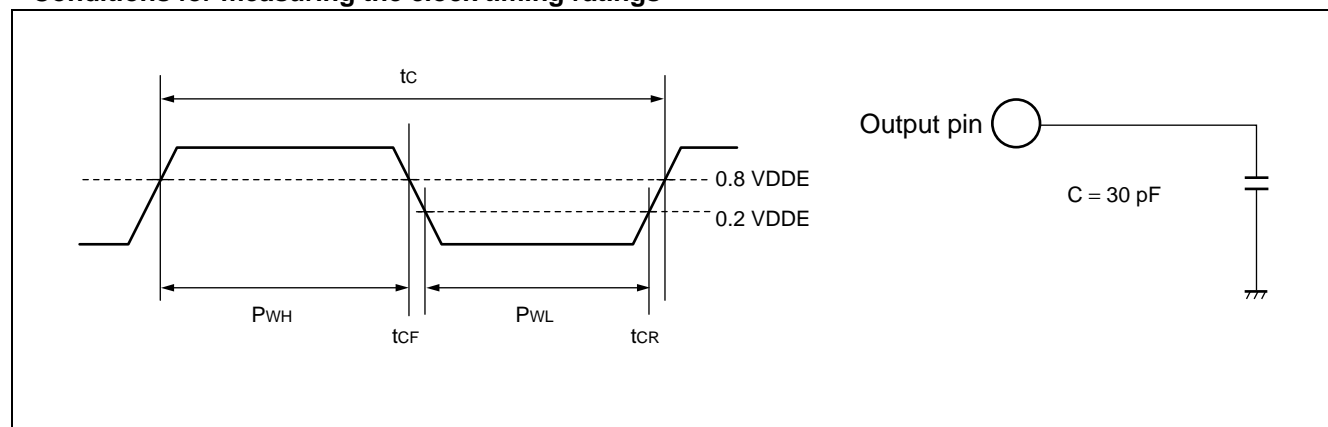 Conditions for measuring the clock timing ratings
tC
0.8 VDDE
0.2 VDDE
PWH
PWL
tCF
tCR
Output pin
C = 30 pF